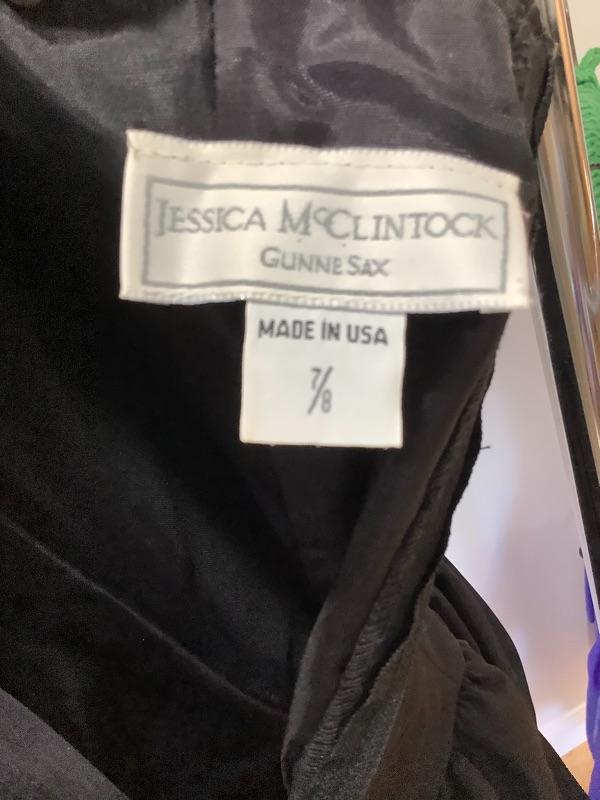 JESSICA McCLINTOCK
GUNNE SAX
MADE IN USA
7/8